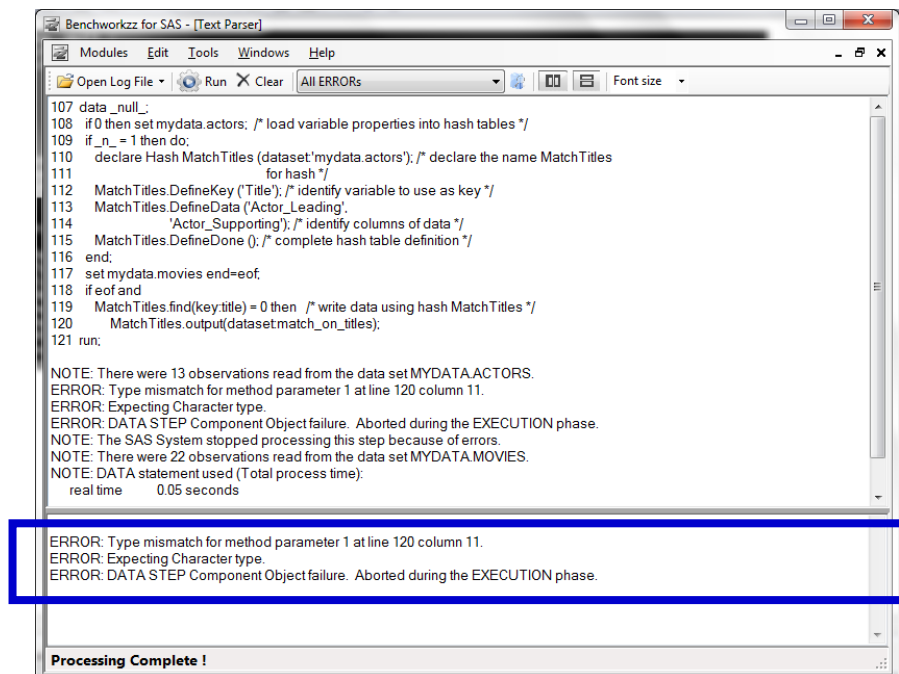 Benchworkzz for SAS - [Text Parser]
Modules Edit Tools Windows Help
Open Log File Run Clear All ERRORs Font size
107 data _null_;
108 if 0 then set mydata.actors; /* load variable properties into hash tables */
109 if _n_ = 1 then do;
110 declare Hash MatchTitles (dataset:'mydata.actors'); /* declare the name MatchTitles
111 for hash */
112 MatchTitles.DefineKey ('Title'); /* identify variable to use as key */
113 MatchTitles.DefineData ('Actor_Leading',
114 'Actor_Supporting'); /* identify columns of data */
115 MatchTitles.DefineDone (); /* complete hash table definition */
116 end;
117 set mydata.movies end=eof;
118 if eof and
119 MatchTitles.find(key:title) = 0 then /* write data using hash MatchTitles */
120 MatchTitles.output(dataset:match_on_titles);
121 run;
NOTE: There were 13 observations read from the data set MYDATA.ACTORS.
ERROR: Type mismatch for method parameter 1 at line 120 column 11.
ERROR: Expecting Character type.
ERROR: DATA STEP Component Object failure. Aborted during the EXECUTION phase.
NOTE: The SAS System stopped processing this step because of errors.
NOTE: There were 22 observations read from the data set MYDATA.MOVIES.
NOTE: DATA statement used (Total process time):
real time 0.05 seconds
ERROR: Type mismatch for method parameter 1 at line 120 column 11.
ERROR: Expecting Character type.
ERROR: DATA STEP Component Object failure. Aborted during the EXECUTION phase.
Processing Complete !